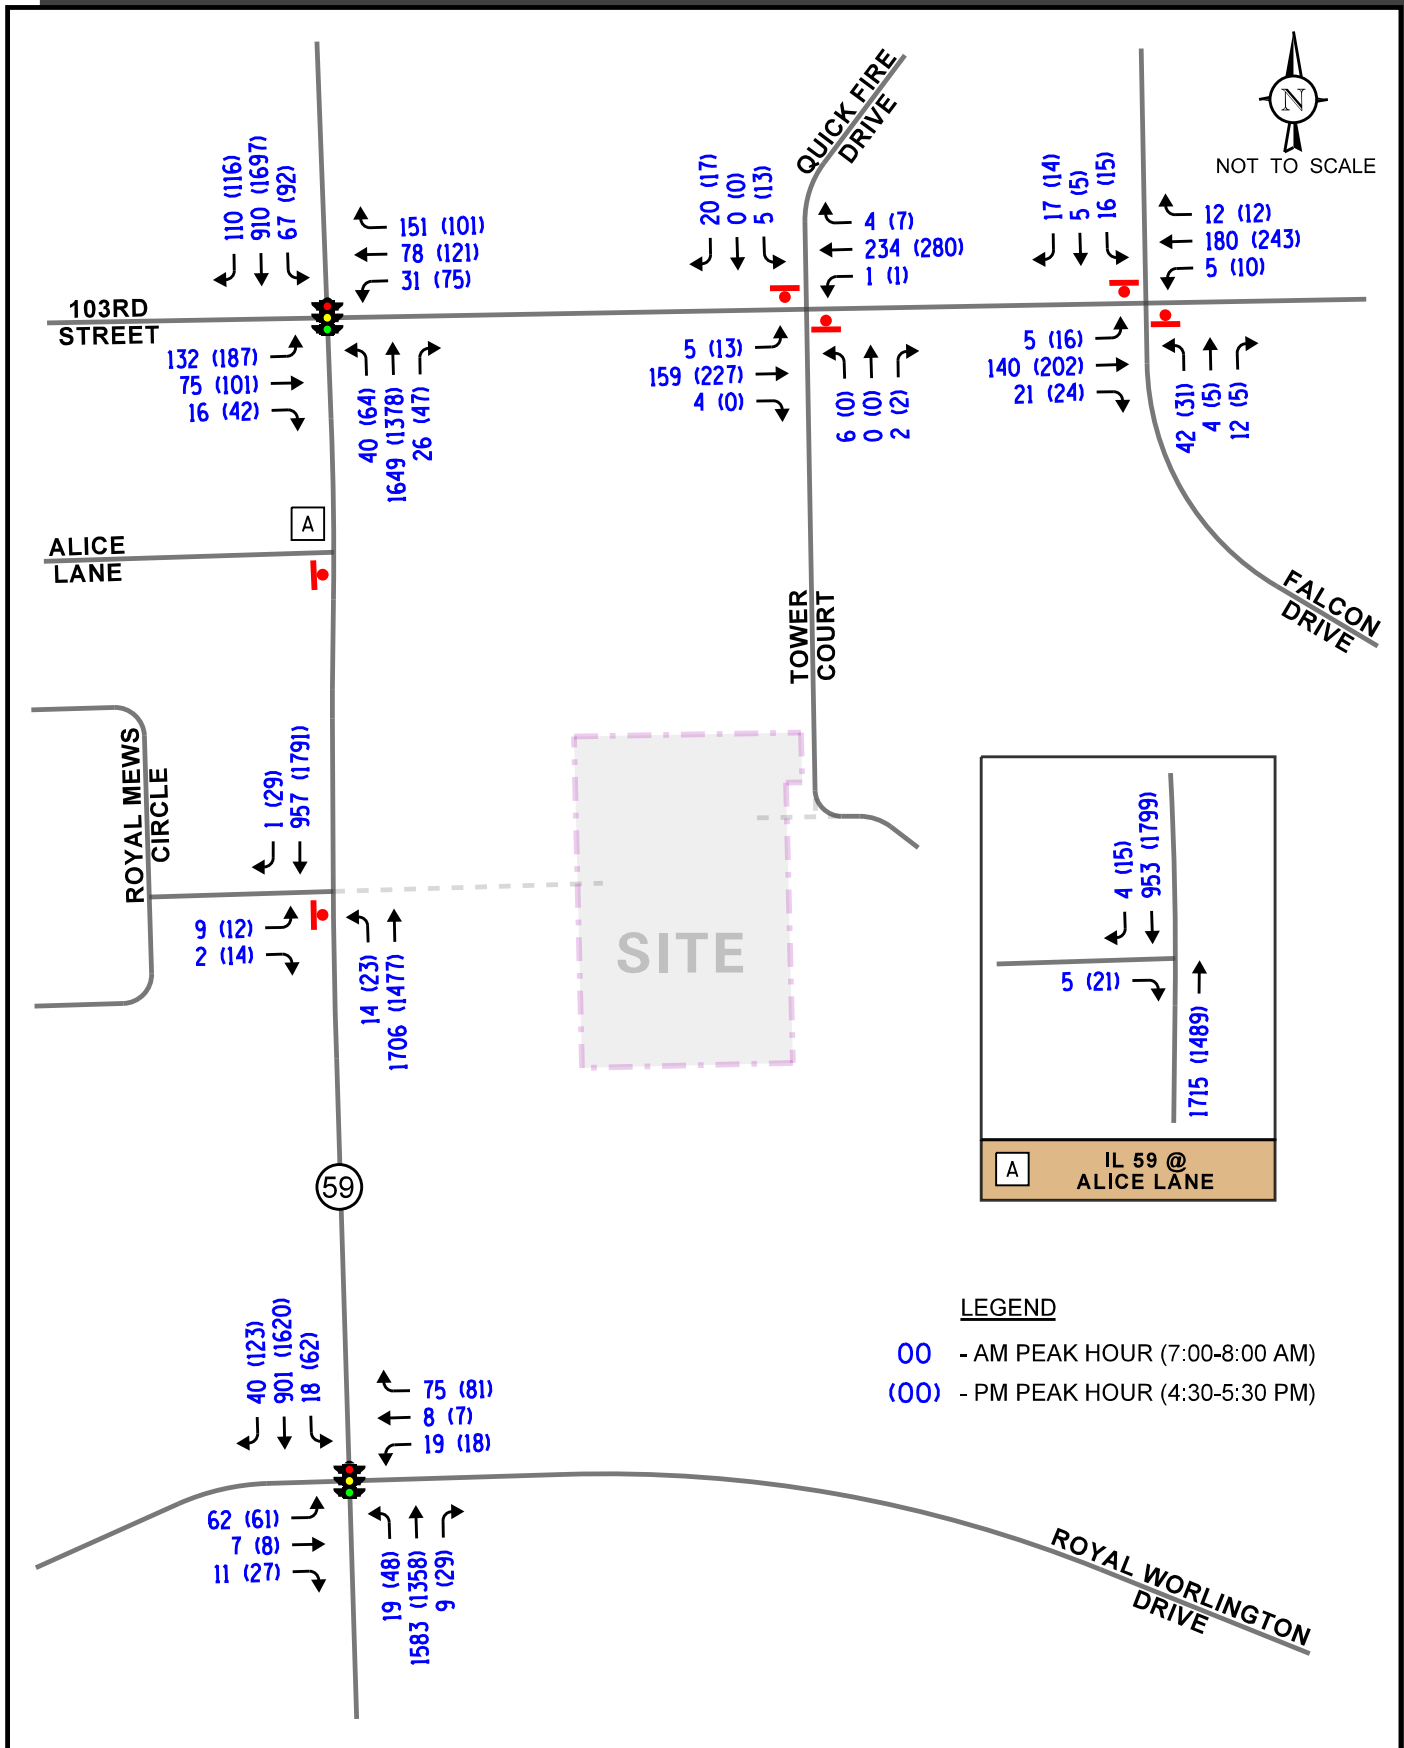 QUICK FIRE
DRIVE
N
NOT TO SCALE
110 (116)
910 (1697)
67 (92)
151 (101)
78 (121)
31 (75)
20 (17)
0 (0)
5 (13)
4 (7)
234 (280)
1 (1)
17 (14)
5 (5)
16 (15)
12 (12)
180 (243)
5 (10)
103RD
STREET
132 (187)
75 (101)
16 (42)
40 (64)
1649 (1378)
26 (47)
5 (13)
159 (227)
4 (0)
6 (0)
0 (0)
2 (2)
5 (16)
140 (202)
21 (24)
42 (31)
4 (5)
12 (5)
A
ALICE
LANE
FALCON
DRIVE
TOWER
COURT
ROYAL MEWS
CIRCLE
1 (29)
957 (1791)
9 (12)
2 (14)
14 (23)
1706 (1477)
SITE
4 (15)
953 (1799)
5 (21)
1715 (1489)
A
IL 59 @
ALICE LANE
59
LEGEND
00 - AM PEAK HOUR (7:00-8:00 AM)
(00) - PM PEAK HOUR (4:30-5:30 PM)
40 (123)
901 (1620)
18 (62)
75 (81)
8 (7)
19 (18)
62 (61)
7 (8)
11 (27)
19 (48)
1583 (1358)
9 (29)
ROYAL WORLINGTON
DRIVE